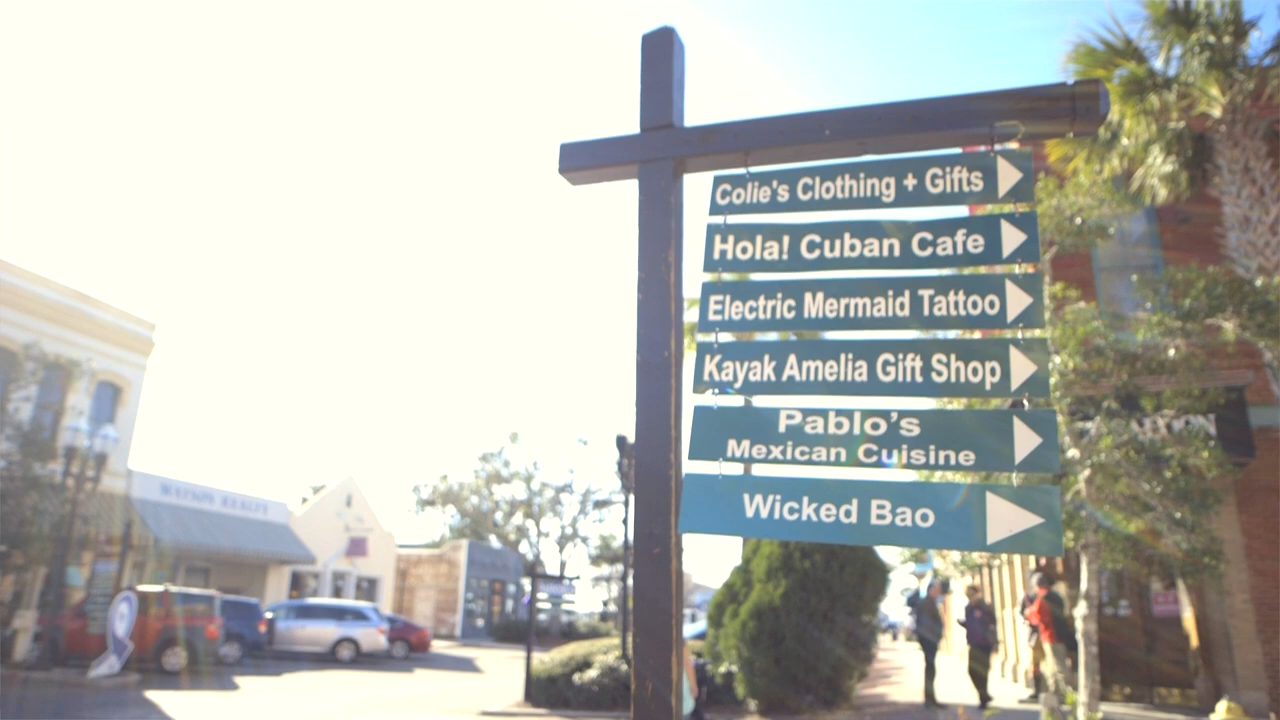 Colie's Clothing + Gifts
Hola! Cuban Cafe
Electric Mermaid Tattoo
Kayak Amelia Gift Shop
Pablo's
Mexican Cuisine
Wicked Bao